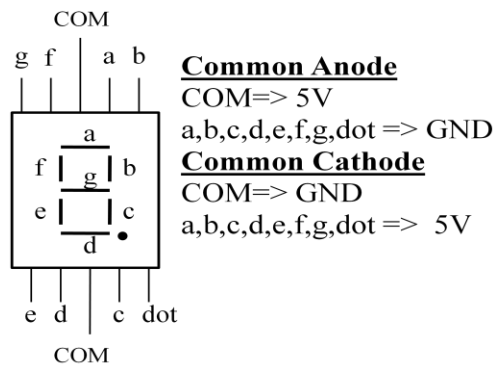 COM
g f a b
a
f g b
e c
d
e d c dot
COM
Common Anode
COM=> 5V
a,b,c,d,e,f,g,dot => GND
Common Cathode
COM=> GND
a,b,c,d,e,f,g,dot => 5V